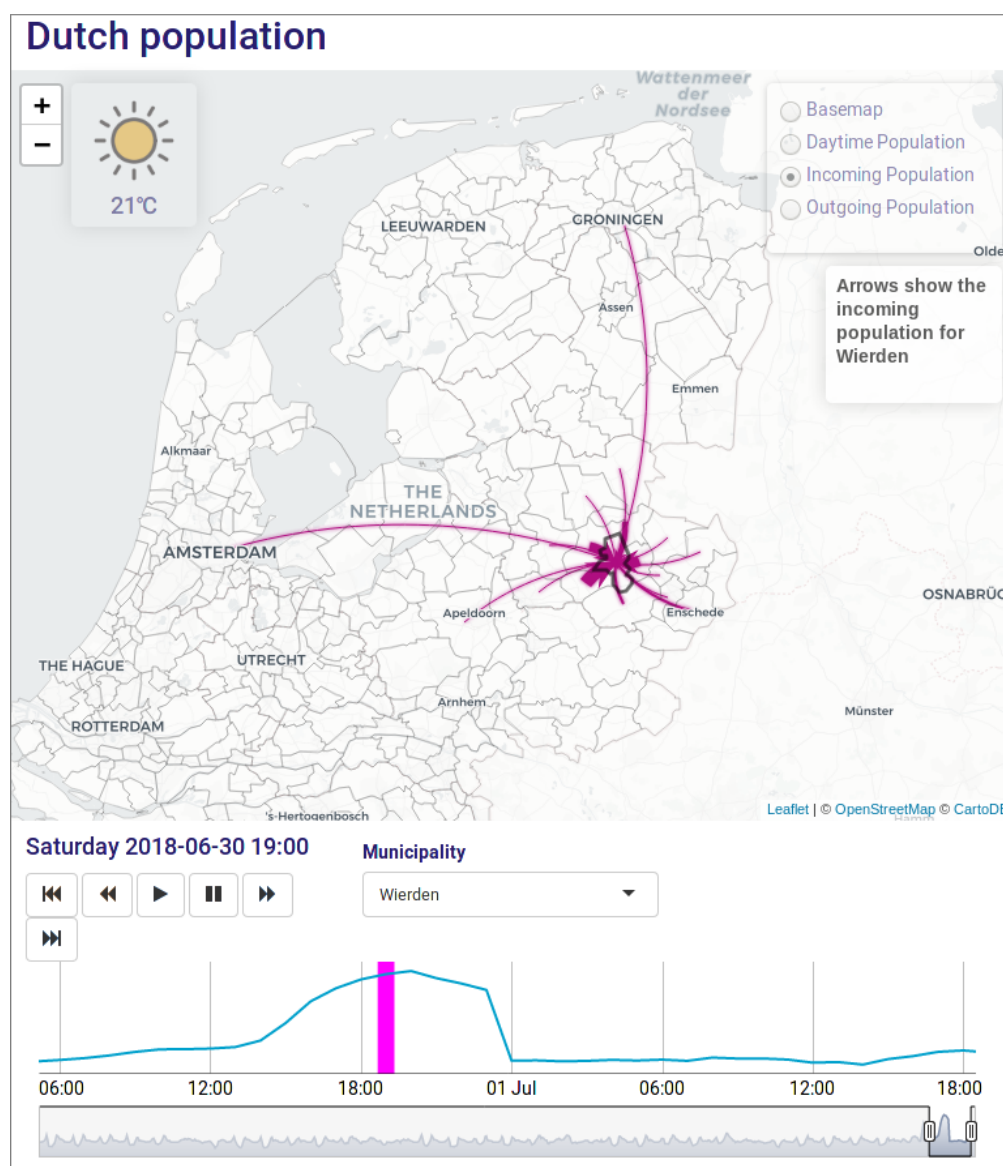 Dutch population
+
−
21℃
Wattenmeer
der
Nordsee
Basemap
Daytime Population
Incoming Population
Outgoing Population
LEEUWARDEN
GRONINGEN
Olde
Assen
Arrows show the
incoming
population for
Wierden
Emmen
Alkmaar
THE
NETHERLANDS
AMSTERDAM
OSNABRÜC
Apeldoorn
Enschede
THE HAGUE
UTRECHT
Arnhem
ROTTERDAM
Münster
's-Hertogenbosch
Leaflet | © OpenStreetMap © CartoDB
Hamm
Saturday 2018-06-30 19:00
Municipality
Wierden
06:00 12:00 18:00 01 Jul 06:00 12:00 18:00